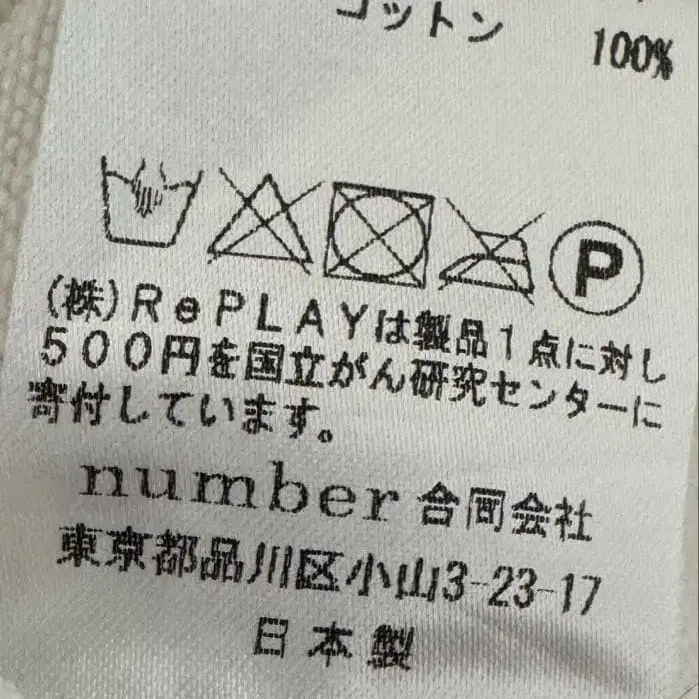 コットン 100%
P
(株)RePLAYは製品1点に対し
500円を国立がん研究センターに
寄付しています。
number合同会社
東京都品川区小山3-23-17
日本製